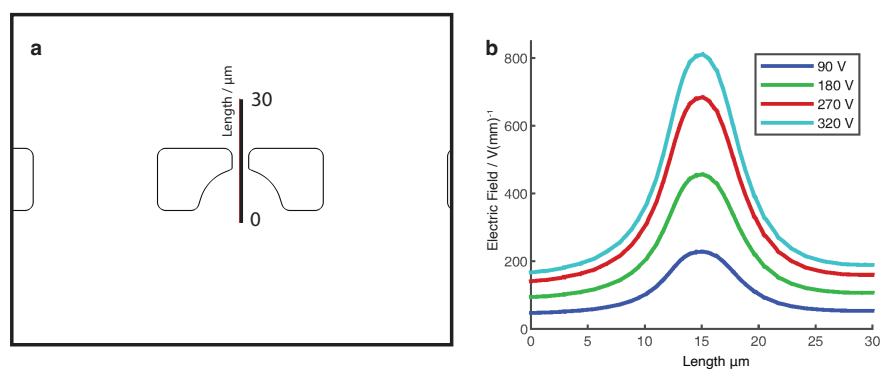 a
Length / μm
30
0
b
Electric Field / V(mm)⁻¹
800
600
400
200
0
90 V
180 V
270 V
320 V
0 5 10 15 20 25 30
Length μm